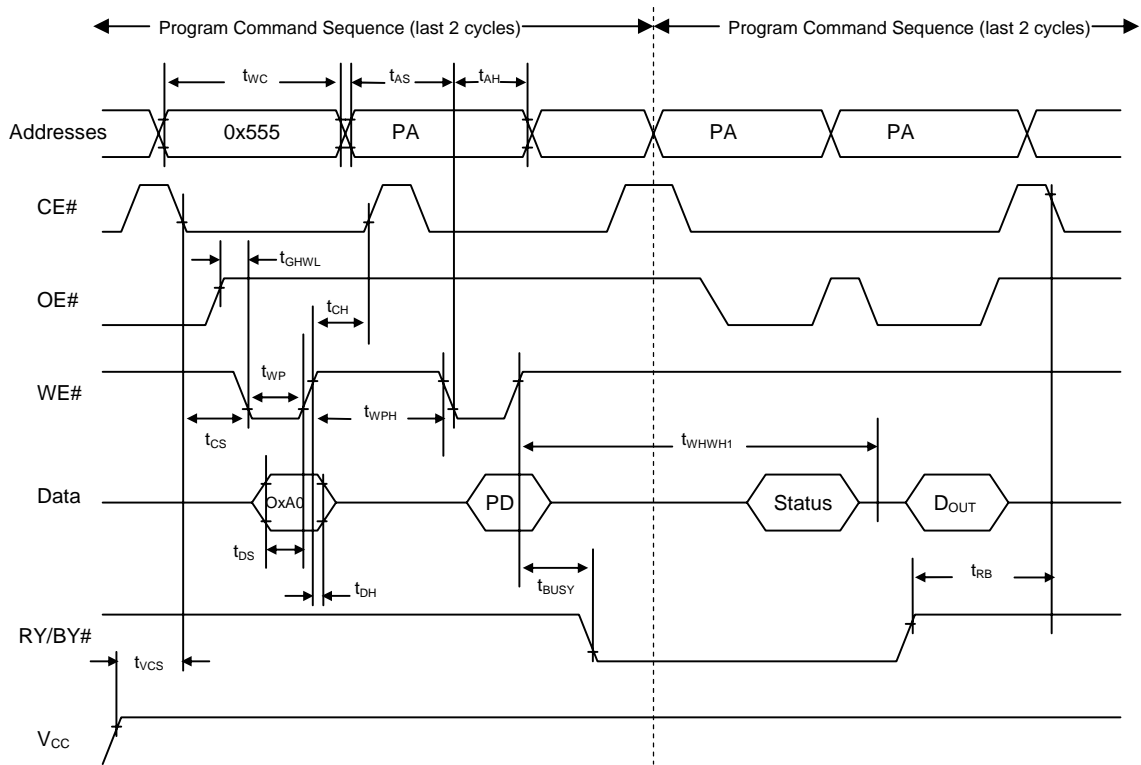 Program Command Sequence (last 2 cycles) Program Command Sequence (last 2 cycles)
tWC tAS tAH
Addresses 0x555 PA PA PA
CE#
tGHWL
OE#
tCH
tWP
WE#
tWPH
tCS tWHWH1
Data OxA0 PD Status DOUT
tDS tDH tBUSY tRB
RY/BY#
tVCS
VCC